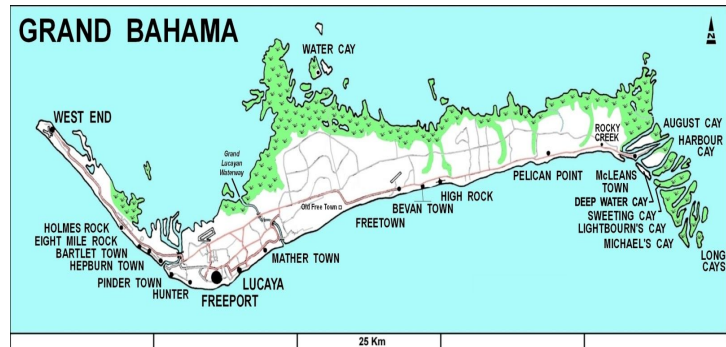 GRAND BAHAMA
N
WATER CAY
WEST END
AUGUST CAY
HARBOUR
CAY
ROCKY
CREEK
Grand
Lucayan
Waterway
PELICAN POINT
McLEANS
TOWN
HIGH ROCK
DEEP WATER CAY
BEVAN TOWN
SWEETING CAY
Old Free Town
FREETOWN
LIGHTBOURN'S CAY
MICHAEL'S CAY
HOLMES ROCK
EIGHT MILE ROCK
BARTLET TOWN
HEPBURN TOWN
MATHER TOWN
LONG
CAYS
PINDER TOWN
HUNTER
LUCAYA
FREEPORT
25 Km